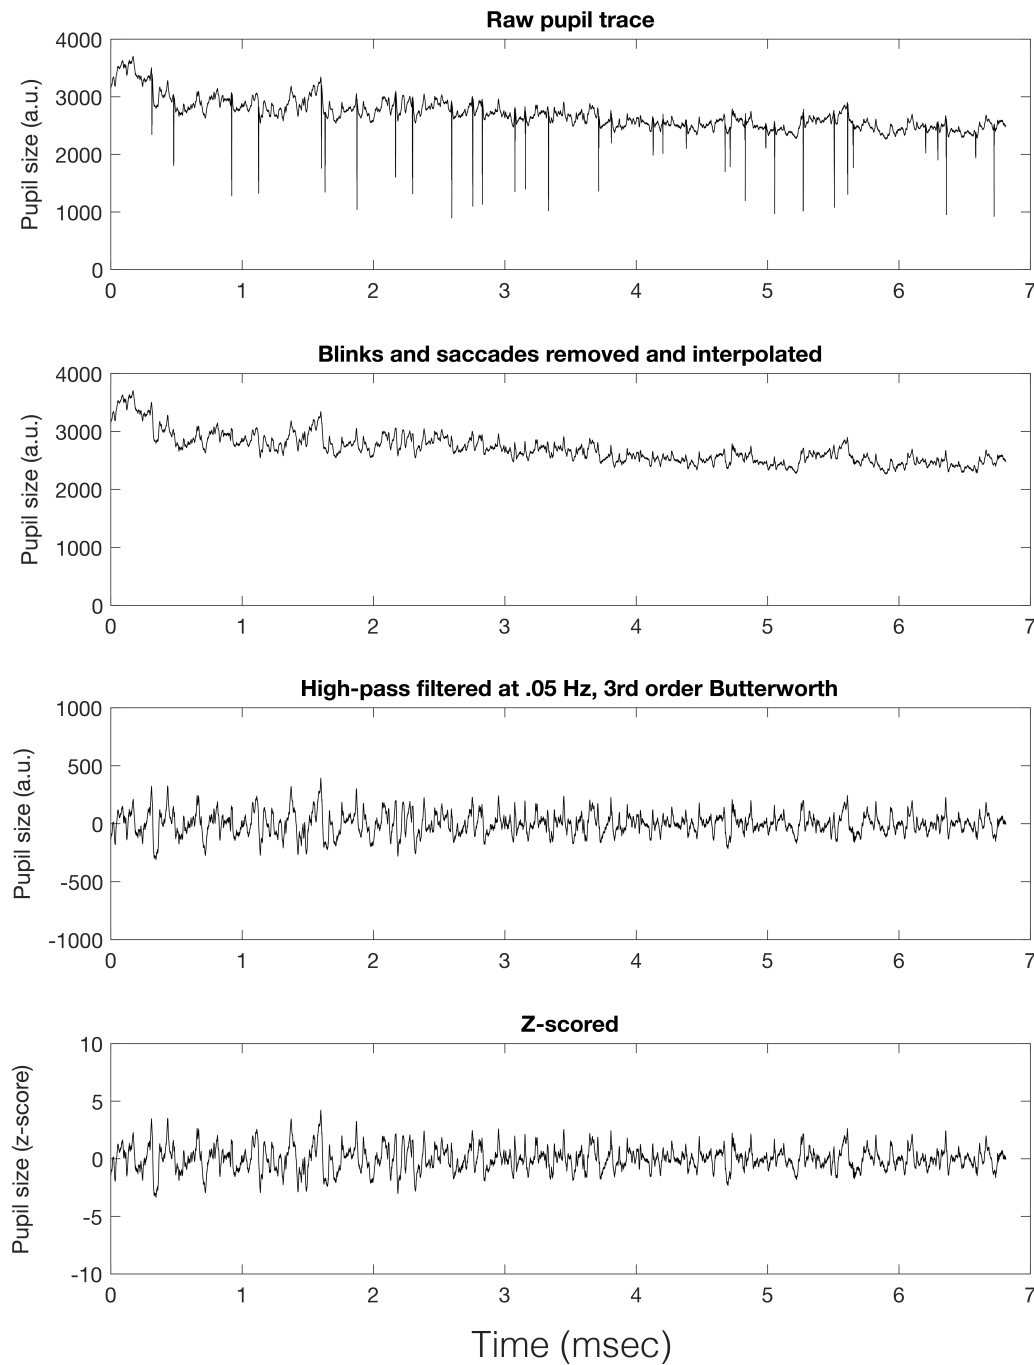 Raw pupil trace
4000
3000
2000
1000
0
Pupil size (a.u.)
0 1 2 3 4 5 6 7
Blinks and saccades removed and interpolated
4000
3000
2000
1000
0
Pupil size (a.u.)
0 1 2 3 4 5 6 7
High-pass filtered at .05 Hz, 3rd order Butterworth
1000
500
0
-500
-1000
Pupil size (a.u.)
0 1 2 3 4 5 6 7
Z-scored
10
5
0
-5
-10
Pupil size (z-score)
0 1 2 3 4 5 6 7
Time (msec)